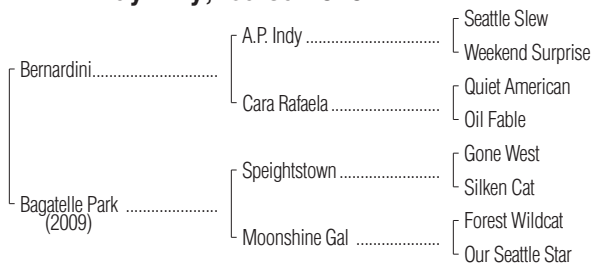 Bernardini
A.P. Indy
Seattle Slew
Weekend Surprise
Cara Rafaela
Quiet American
Oil Fable
Bagatelle Park
(2009)
Speightstown
Gone West
Silken Cat
Moonshine Gal
Forest Wildcat
Our Seattle Star